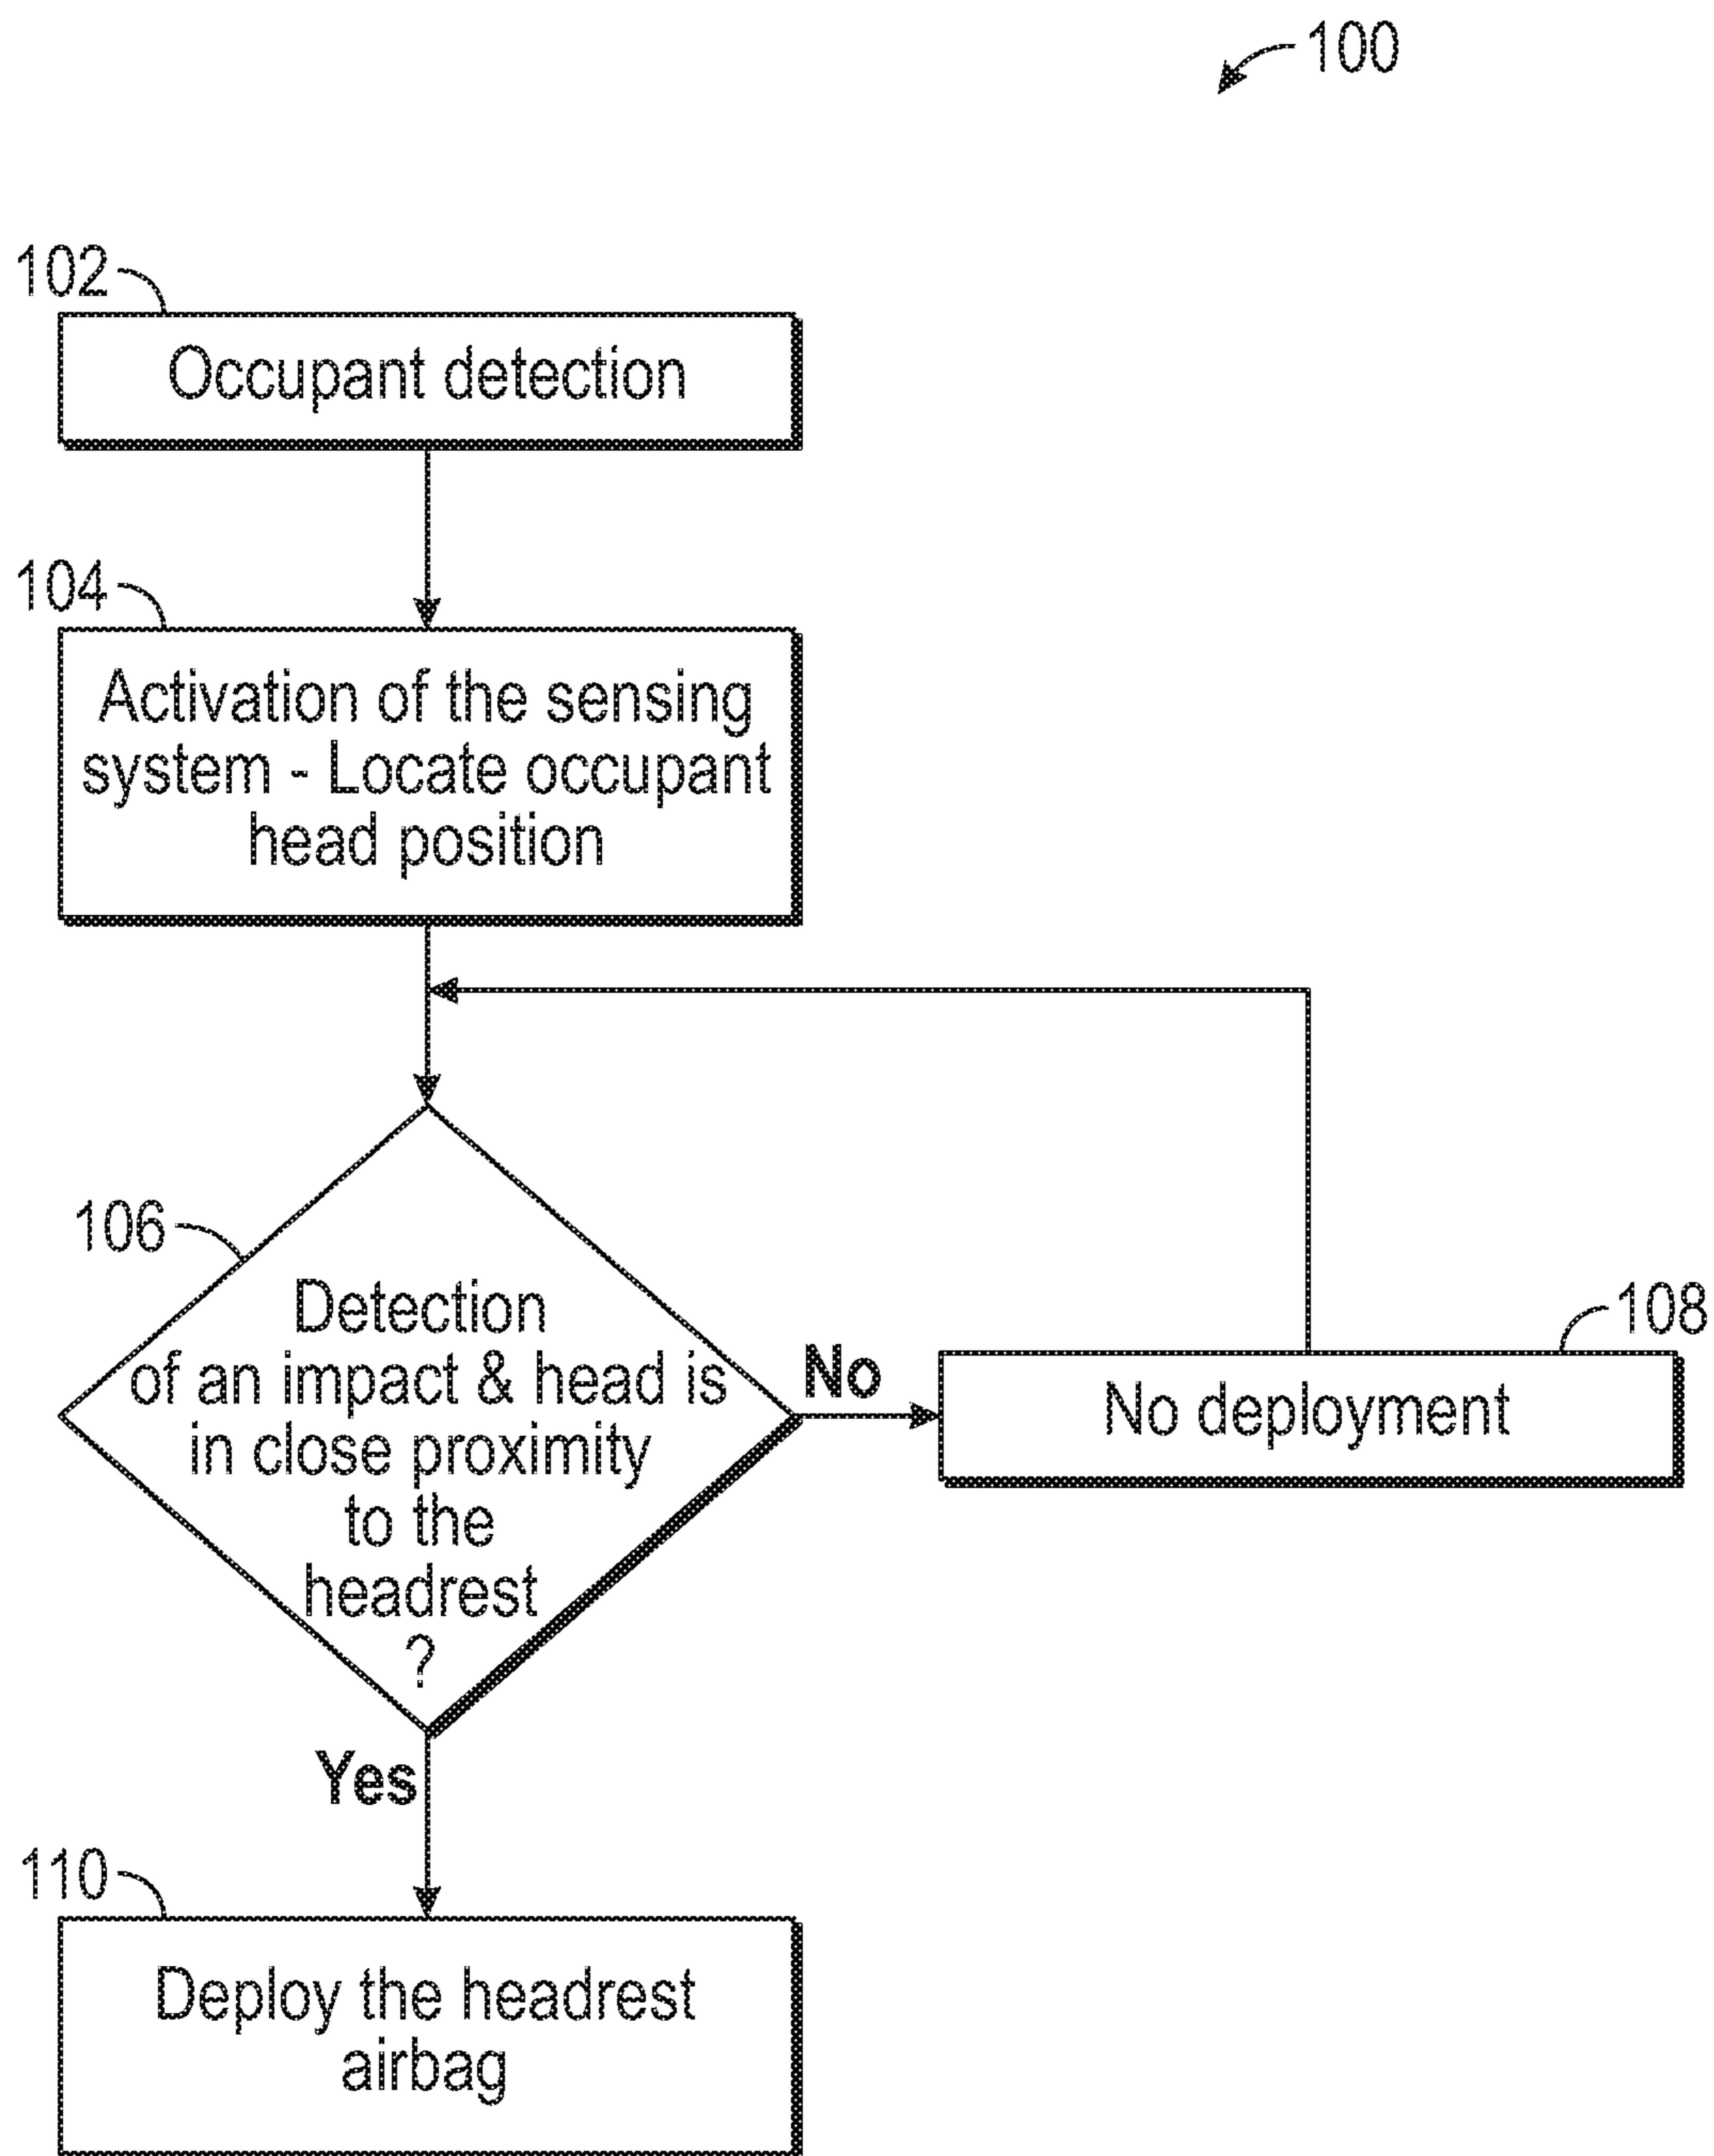 100
102
Occupant detection
104
Activation of the sensing
system - Locate occupant
head position
106
Detection
of an impact & head is
in close proximity
to the
headrest
?
No
108
No deployment
Yes
110
Deploy the headrest
airbag